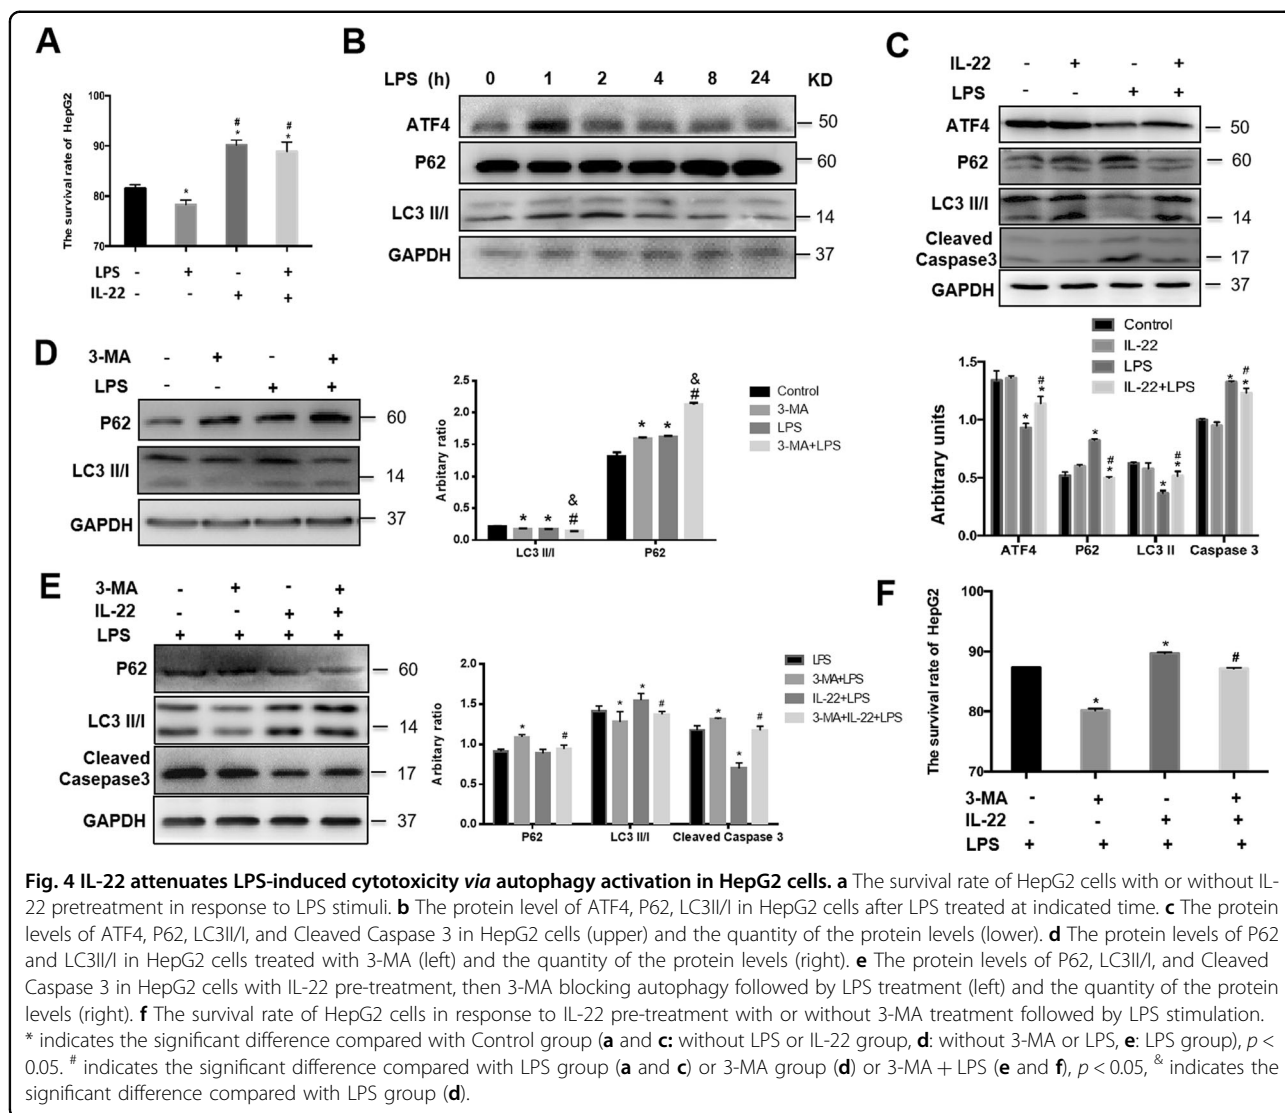 A
The survival rate of HepG2
100
90
80
70
* # * # *
LPS - + - +
IL-22 - - + +
B
LPS (h) 0 1 2 4 8 24 KD
ATF4 50
P62 60
LC3 II/I 14
GAPDH 37
C
IL-22 - + - +
LPS - - + +
ATF4 50
P62 60
LC3 II/I 14
Cleaved
Caspase3 17
GAPDH 37
Control
IL-22
LPS
IL-22+LPS
Arbitrary units
1.5
1.0
0.5
0.0
* # * * # * * # * * # *
ATF4 P62 LC3 II Caspase 3
D
3-MA - + - +
LPS - - + +
P62 60
LC3 II/I 14
GAPDH 37
Arbitary ratio
2.5
2.0
1.5
1.0
0.5
0.0
Control
3-MA
LPS
3-MA+LPS
* * & # * * & #
LC3 II/I P62
E
3-MA - + - +
IL-22 - - + +
LPS + + + +
P62 60
LC3 II/I 14
Cleaved
Casepase3 17
GAPDH 37
Arbitary ratio
2.0
1.5
1.0
0.5
0.0
LPS
3-MA+LPS
IL-22+LPS
3-MA+IL-22+LPS
* # * * # * * #
P62 LC3 II/I Cleaved Caspase 3
F
The survival rate of HepG2
100
90
80
70
* * #
3-MA - + - +
IL-22 - - + +
LPS + + + +
Fig. 4 IL-22 attenuates LPS-induced cytotoxicity via autophagy activation in HepG2 cells. a The survival rate of HepG2 cells with or without IL-
22 pretreatment in response to LPS stimuli. b The protein level of ATF4, P62, LC3II/I in HepG2 cells after LPS treated at indicated time. c The protein
levels of ATF4, P62, LC3II/I, and Cleaved Caspase 3 in HepG2 cells (upper) and the quantity of the protein levels (lower). d The protein levels of P62
and LC3II/I in HepG2 cells treated with 3-MA (left) and the quantity of the protein levels (right). e The protein levels of P62, LC3II/I, and Cleaved
Caspase 3 in HepG2 cells with IL-22 pre-treatment, then 3-MA blocking autophagy followed by LPS treatment (left) and the quantity of the protein
levels (right). f The survival rate of HepG2 cells in response to IL-22 pre-treatment with or without 3-MA treatment followed by LPS stimulation.
* indicates the significant difference compared with Control group (a and c: without LPS or IL-22 group, d: without 3-MA or LPS, e: LPS group), p <
0.05. # indicates the significant difference compared with LPS group (a and c) or 3-MA group (d) or 3-MA + LPS (e and f), p < 0.05, & indicates the
significant difference compared with LPS group (d).